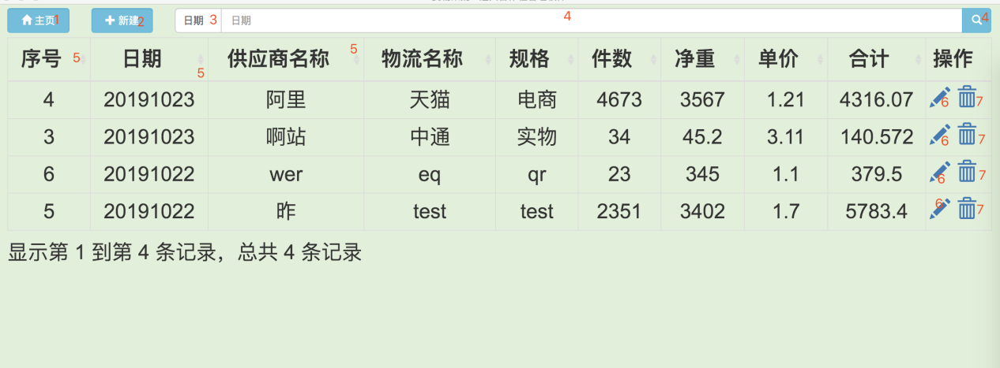 主页1 新建2 日期 3 日期 4 4
序号 5 日期 5 供应商名称 5 物流名称 规格 件数 净重 单价 合计 操作
4 20191023 阿里 天猫 电商 4673 3567 1.21 4316.07 6 7
3 20191023 啊站 中通 实物 34 45.2 3.11 140.572 6 7
6 20191022 wer eq qr 23 345 1.1 379.5 6 7
5 20191022 昨 test test 2351 3402 1.7 5783.4 6 7
显示第 1 到第 4 条记录，总共 4 条记录